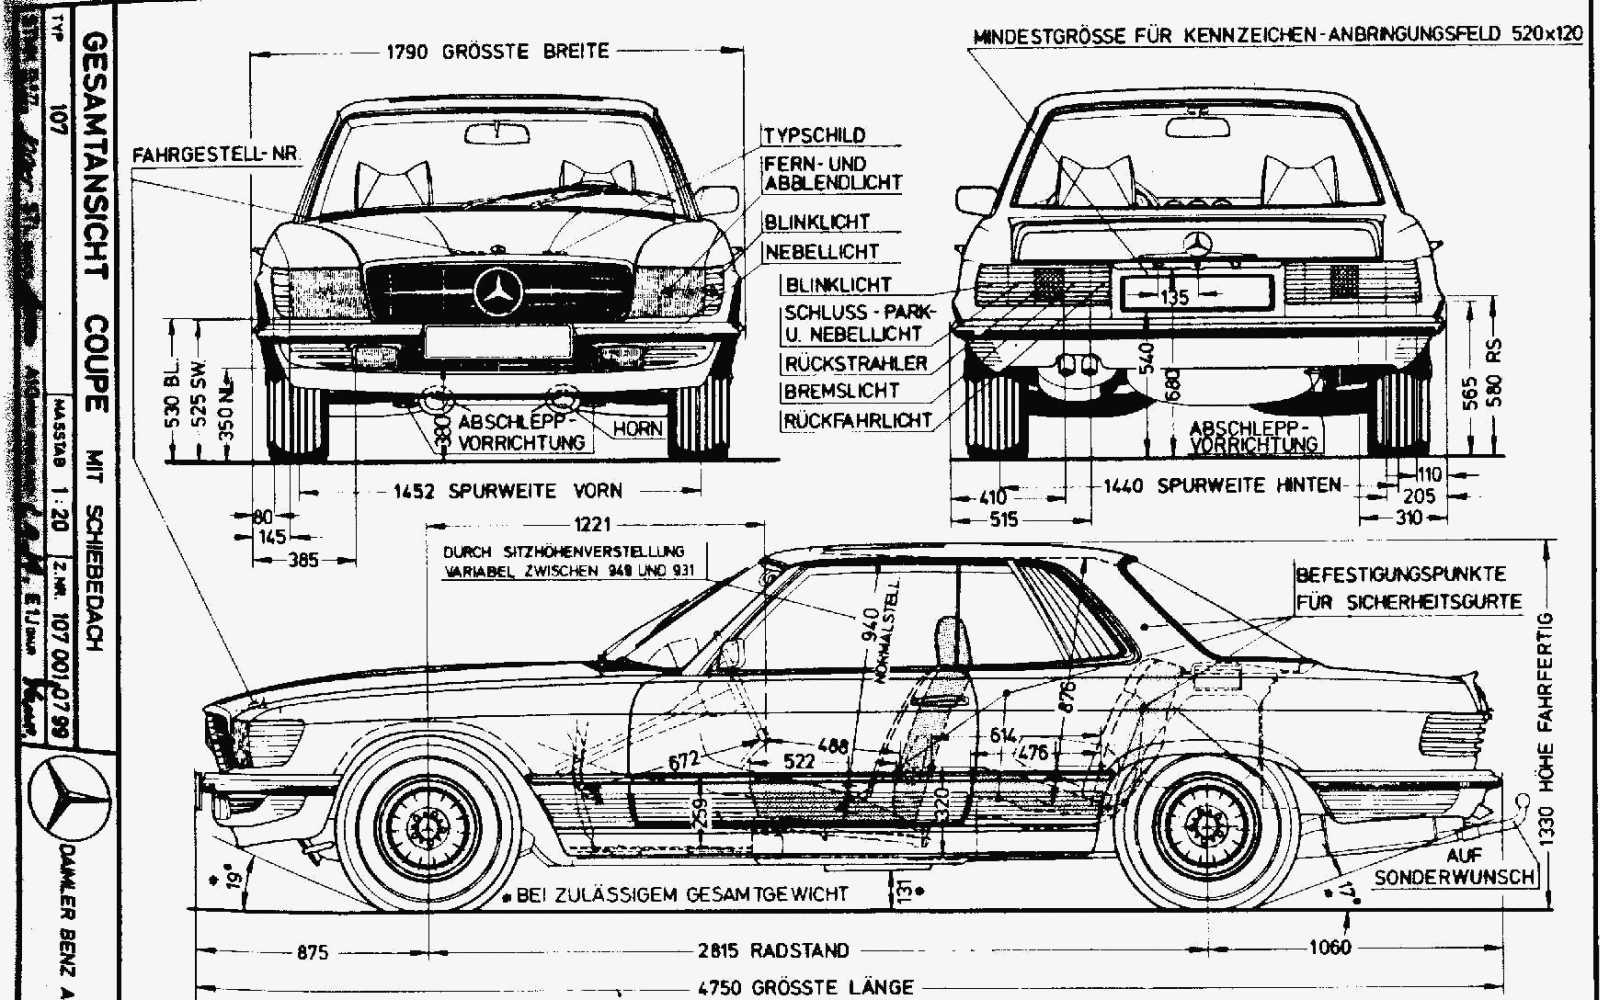 GESAMTANSICHT COUPE MIT SCHIEBEDACH
TYP 107
MASSTAB 1:20
Z.NR. 107 001,07 99
DAIMLER BENZ A
1790 GRÖSSTE BREITE
MINDESTGRÖSSE FÜR KENNZEICHEN-ANBRINGUNGSFELD 520x120
FAHRGESTELL-NR.
TYPSCHILD
FERN- UND
ABBLENDLICHT
BLINKLICHT
NEBELLICHT
BLINKLICHT
SCHLUSS-PARK-
U. NEBELLICHT
RÜCKSTRAHLER
BREMSLICHT
RÜCKFAHRLICHT
530 BL.
525 SW.
350 N.
380
ABSCHLEPP-
VORRICHTUNG
HORN
135
540
680
ABSCHLEPP-
VORRICHTUNG
565
580 RS
1452 SPURWEITE VORN
80
145
385
1440 SPURWEITE HINTEN
410
515
110
205
310
1221
DURCH SITZHÖHENVERSTELLUNG
VARIABEL ZWISCHEN 949 UND 931
940
NORMALSTELL
BEFESTIGUNGSPUNKTE
FÜR SICHERHEITSGURTE
876
672
488
522
614
476
259
320
1330 HÖHE FAHRFERTIG
AUF
SONDERWUNSCH
19°*
*BEI ZULÄSSIGEM GESAMTGEWICHT
131*
17°*
875
2815 RADSTAND
1060
4750 GRÖSSTE LÄNGE